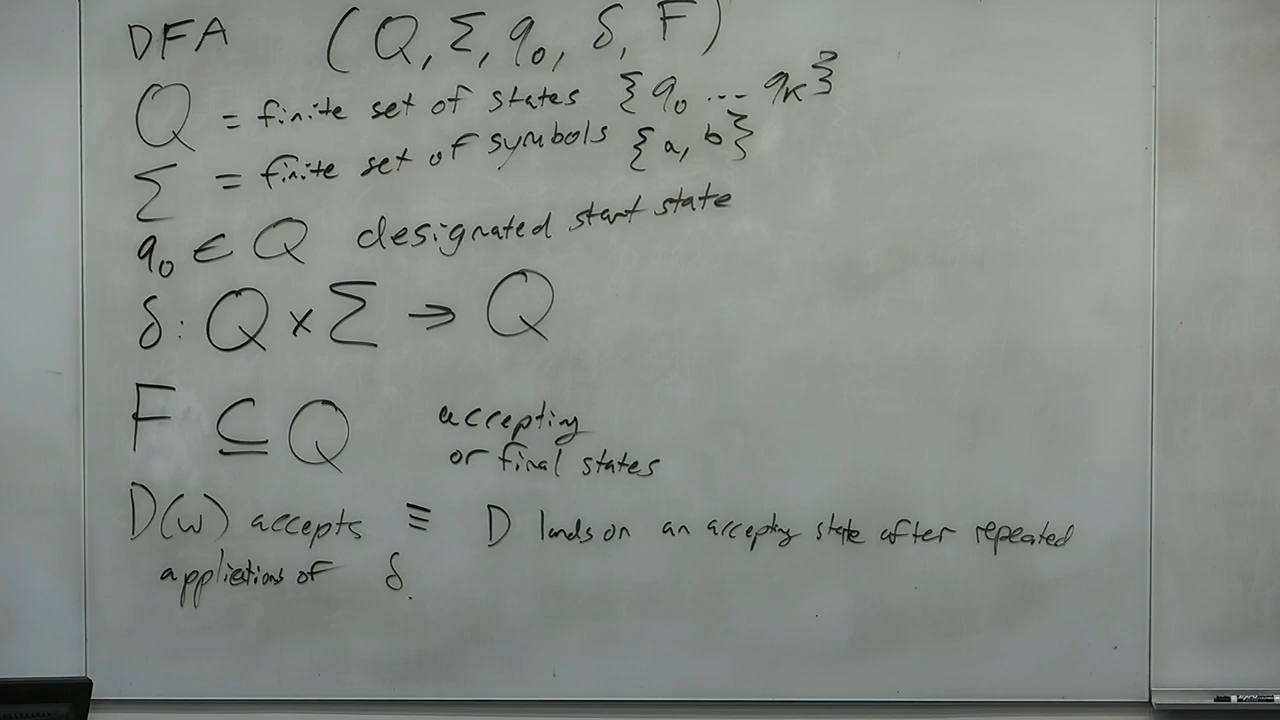 DFA (Q, Σ, q₀, δ, F)
Q = finite set of states {q₀ ... qₖ}
Σ = finite set of symbols {a, b}
q₀ ∈ Q designated start state
δ: Q × Σ → Q
F ⊆ Q accepting
or final states
D(w) accepts ≡ D lands on an accepting state after repeated
applications of δ.